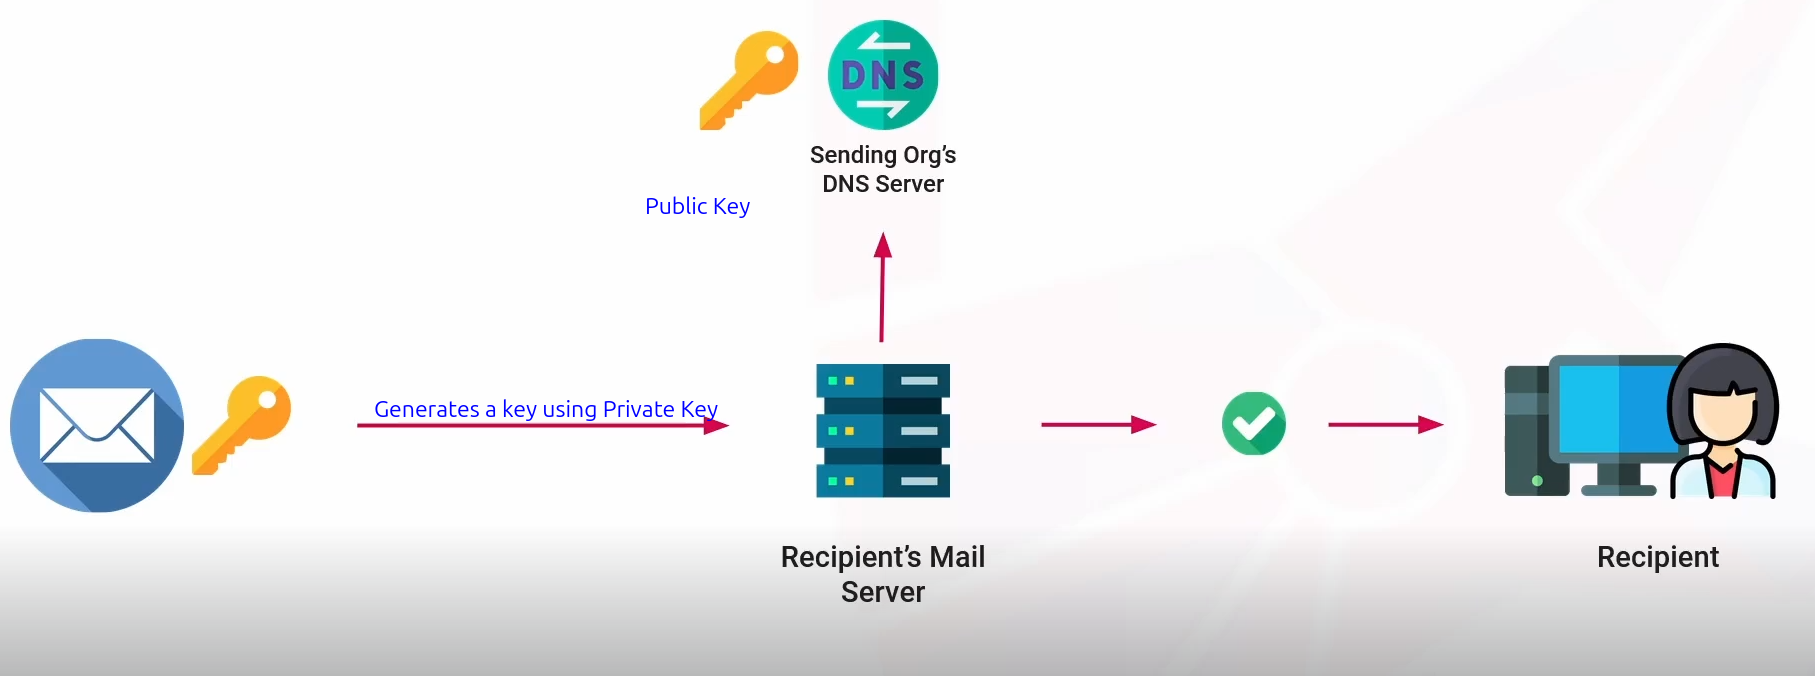 DNS
Sending Org's
DNS Server
Public Key
Generates a key using Private Key
Recipient's Mail
Server
Recipient